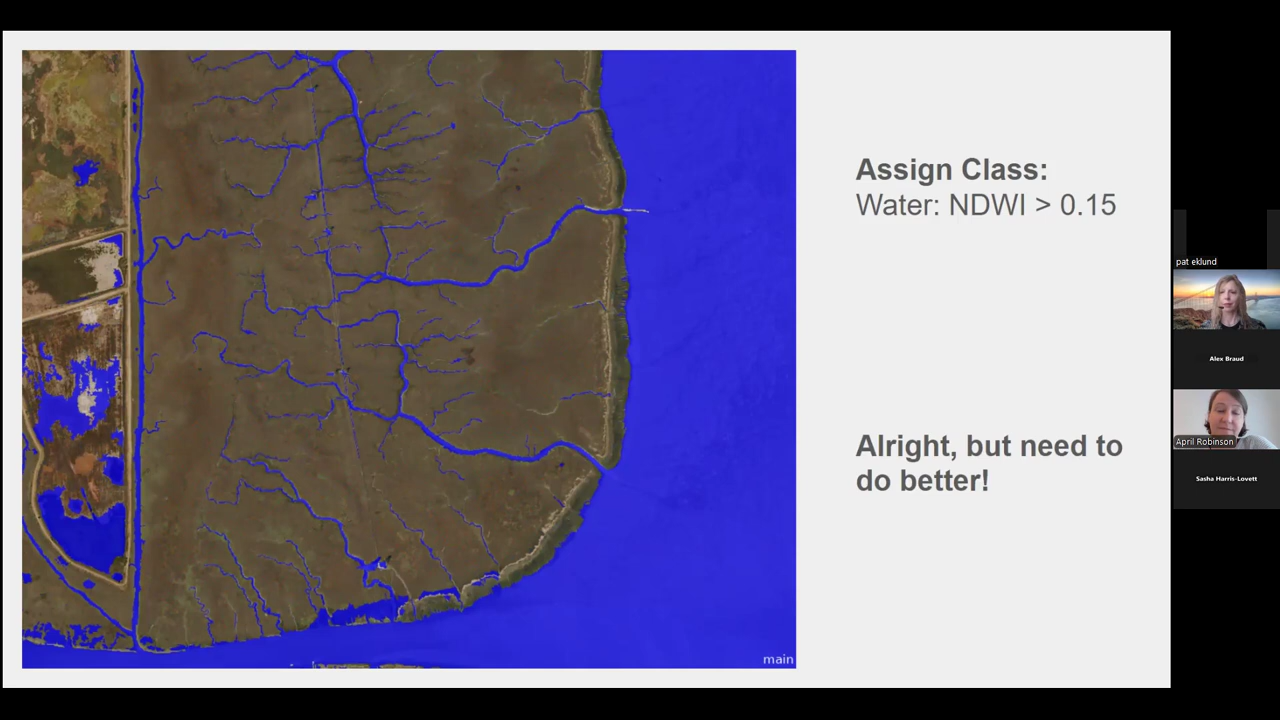 Assign Class:
Water: NDWI > 0.15
Alright, but need to
do better!
main
pat eklund
Alex Braud
April Robinson
Sasha Harris-Lovett